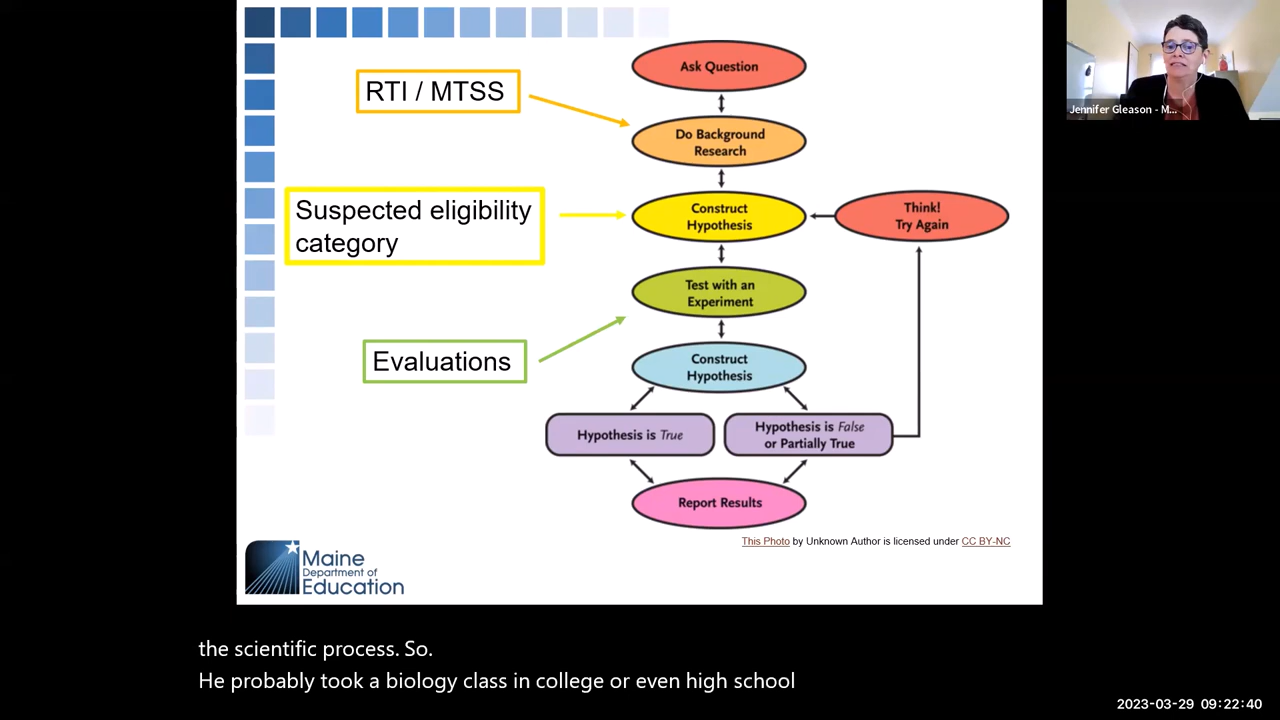 Ask Question
RTI / MTSS
Do Background
Research
Suspected eligibility
category
Construct
Hypothesis
Think!
Try Again
Test with an
Experiment
Evaluations
Construct
Hypothesis
Hypothesis is True
Hypothesis is False
or Partially True
Report Results
This Photo by Unknown Author is licensed under CC BY-NC
Maine
Department of
Education
Jennifer Gleason - M...
the scientific process. So.
He probably took a biology class in college or even high school
2023-03-29 09:22:40